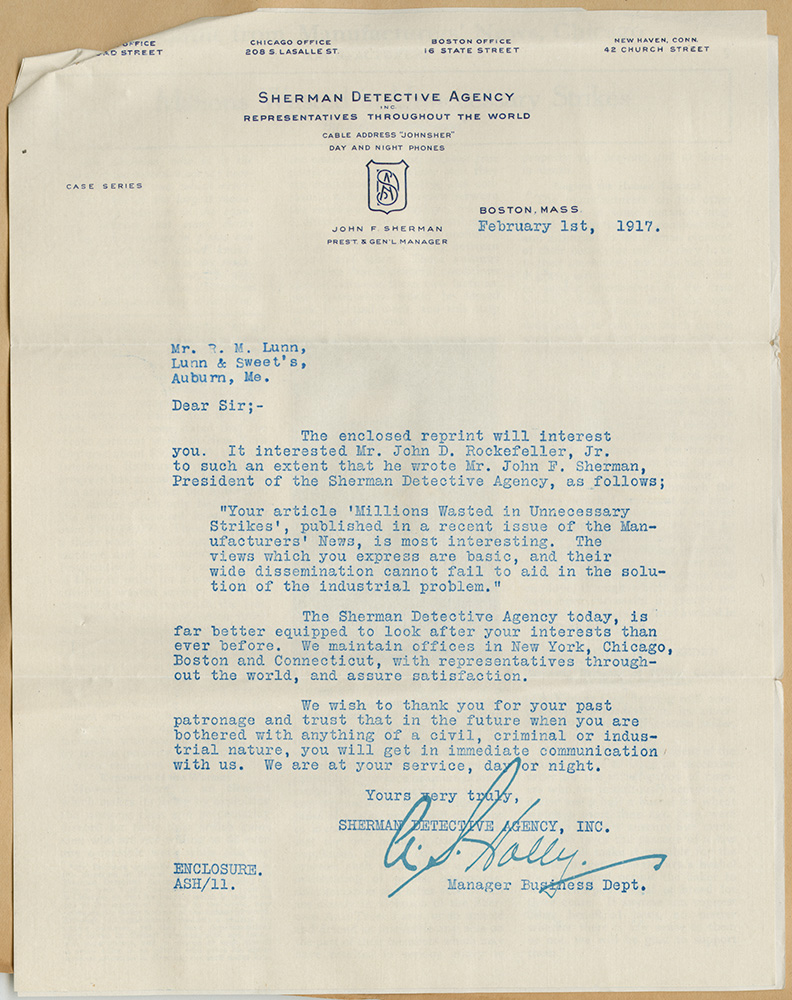 OFFICE
CHICAGO OFFICE
BOSTON OFFICE
NEW HAVEN, CONN.
STREET
208 S. LASALLE ST.
16 STATE STREET
42 CHURCH STREET
SHERMAN DETECTIVE AGENCY
INC.
REPRESENTATIVES THROUGHOUT THE WORLD
CABLE ADDRESS "JOHNSHER"
DAY AND NIGHT PHONES
CASE SERIES
JOHN F. SHERMAN
PREST. & GEN'L MANAGER
BOSTON, MASS.
February 1st, 1917.
Mr. R. M. Lunn,
Lunn & Sweet's,
Auburn, Me.
Dear Sir;-
The enclosed reprint will interest
you. It interested Mr. John D. Rockefeller, Jr.
to such an extent that he wrote Mr. John F. Sherman,
President of the Sherman Detective Agency, as follows;
"Your article 'Millions Wasted in Unnecessary
Strikes', published in a recent issue of the Man-
ufacturers' News, is most interesting. The
views which you express are basic, and their
wide dissemination cannot fail to aid in the solu-
tion of the industrial problem."
The Sherman Detective Agency today, is
far better equipped to look after your interests than
ever before. We maintain offices in New York, Chicago,
Boston and Connecticut, with representatives through-
out the world, and assure satisfaction.
We wish to thank you for your past
patronage and trust that in the future when you are
bothered with anything of a civil, criminal or indus-
trial nature, you will get in immediate communication
with us. We are at your service, day or night.
Yours very truly,
SHERMAN DETECTIVE AGENCY, INC.
A. S. Holly.
ENCLOSURE.
ASH/11.
Manager Business Dept.